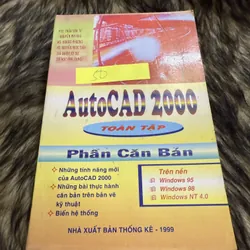 50
AutoCAD 2000
TOÀN TẬP
Phần Căn Bản
• Những tính năng mới
của AutoCAD 2000
• Những bài thực hành
căn bản trên bản vẽ
kỹ thuật
• Biến hệ thống
Trên nền
Windows 95
Windows 98
Windows NT 4.0
NHÀ XUẤT BẢN THỐNG KÊ - 1999